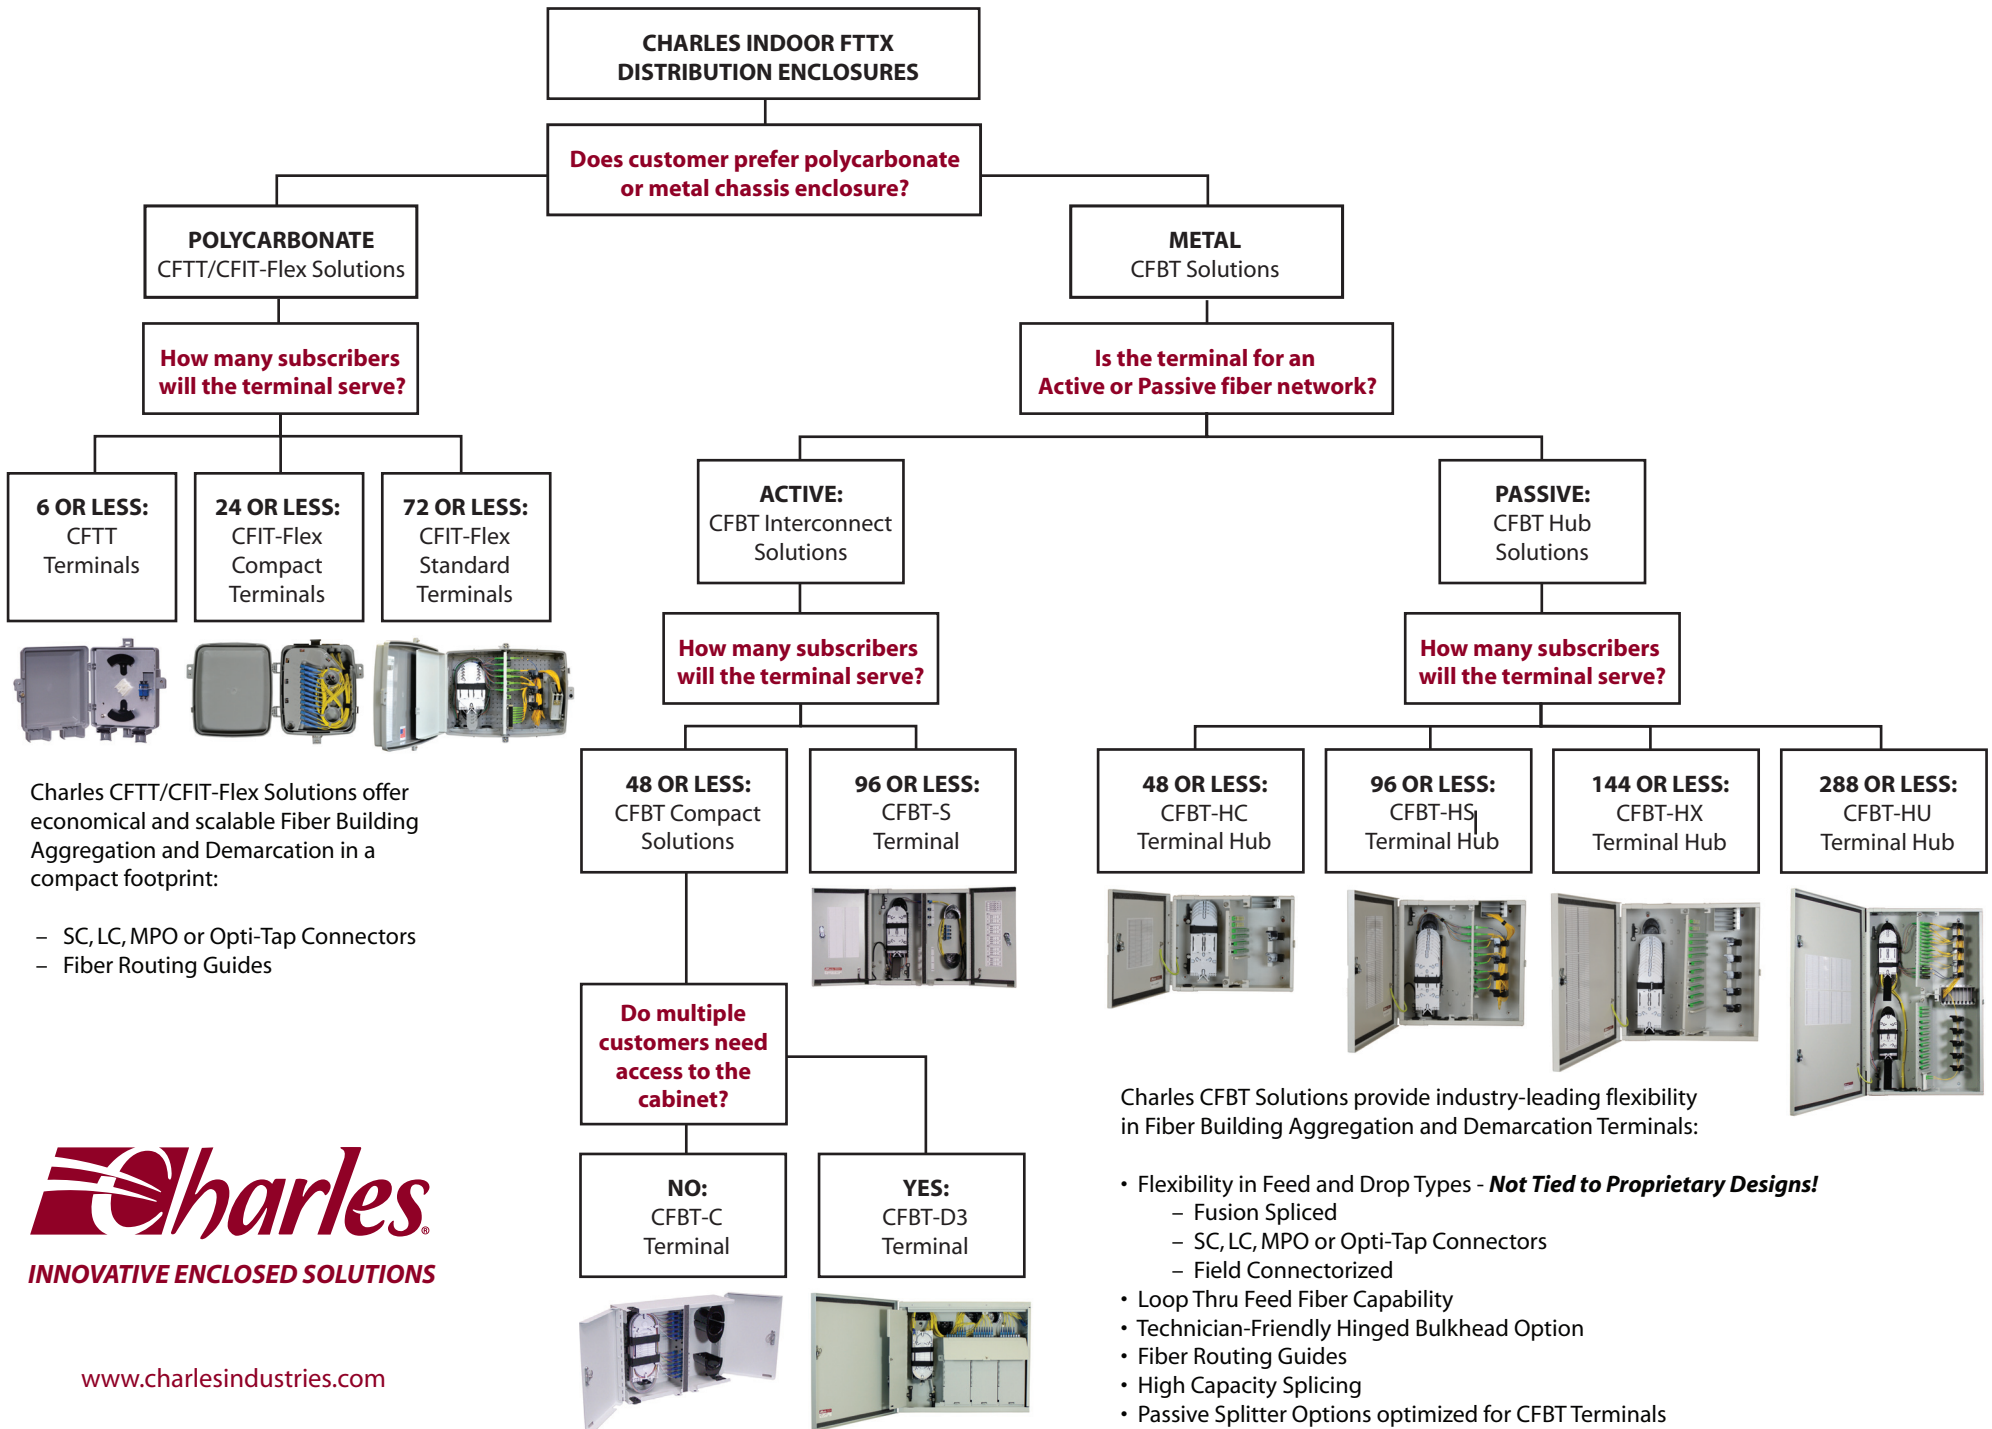 CHARLES INDOOR FTTX
DISTRIBUTION ENCLOSURES
Does customer prefer polycarbonate
or metal chassis enclosure?
POLYCARBONATE
CFTT/CFIT-Flex Solutions
METAL
CFBT Solutions
How many subscribers
will the terminal serve?
Is the terminal for an
Active or Passive fiber network?
6 OR LESS:
CFTT
Terminals
24 OR LESS:
CFIT-Flex
Compact
Terminals
72 OR LESS:
CFIT-Flex
Standard
Terminals
ACTIVE:
CFBT Interconnect
Solutions
PASSIVE:
CFBT Hub
Solutions
How many subscribers
will the terminal serve?
How many subscribers
will the terminal serve?
48 OR LESS:
CFBT Compact
Solutions
96 OR LESS:
CFBT-S
Terminal
48 OR LESS:
CFBT-HC
Terminal Hub
96 OR LESS:
CFBT-HS
Terminal Hub
144 OR LESS:
CFBT-HX
Terminal Hub
288 OR LESS:
CFBT-HU
Terminal Hub
Charles CFTT/CFIT-Flex Solutions offer
economical and scalable Fiber Building
Aggregation and Demarcation in a
compact footprint:
– SC, LC, MPO or Opti-Tap Connectors
– Fiber Routing Guides
Do multiple
customers need
access to the
cabinet?
NO:
CFBT-C
Terminal
YES:
CFBT-D3
Terminal
Charles CFBT Solutions provide industry-leading flexibility
in Fiber Building Aggregation and Demarcation Terminals:
• Flexibility in Feed and Drop Types - Not Tied to Proprietary Designs!
– Fusion Spliced
– SC, LC, MPO or Opti-Tap Connectors
– Field Connectorized
• Loop Thru Feed Fiber Capability
• Technician-Friendly Hinged Bulkhead Option
• Fiber Routing Guides
• High Capacity Splicing
• Passive Splitter Options optimized for CFBT Terminals
Charles®
INNOVATIVE ENCLOSED SOLUTIONS
www.charlesindustries.com